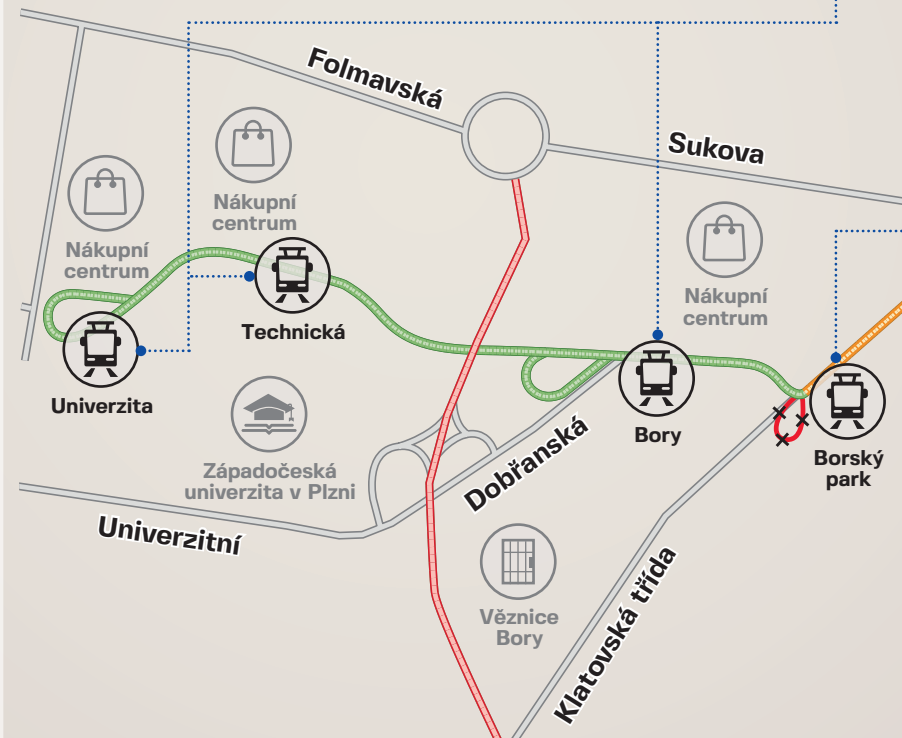 Folmavská
Sukova
Nákupní
centrum
Nákupní
centrum
Nákupní
centrum
Technická
Univerzita
Bory
Borský
park
Západočeská
univerzita v Plzni
Dobřanská
Univerzitní
Věznice
Bory
Klatovská třída